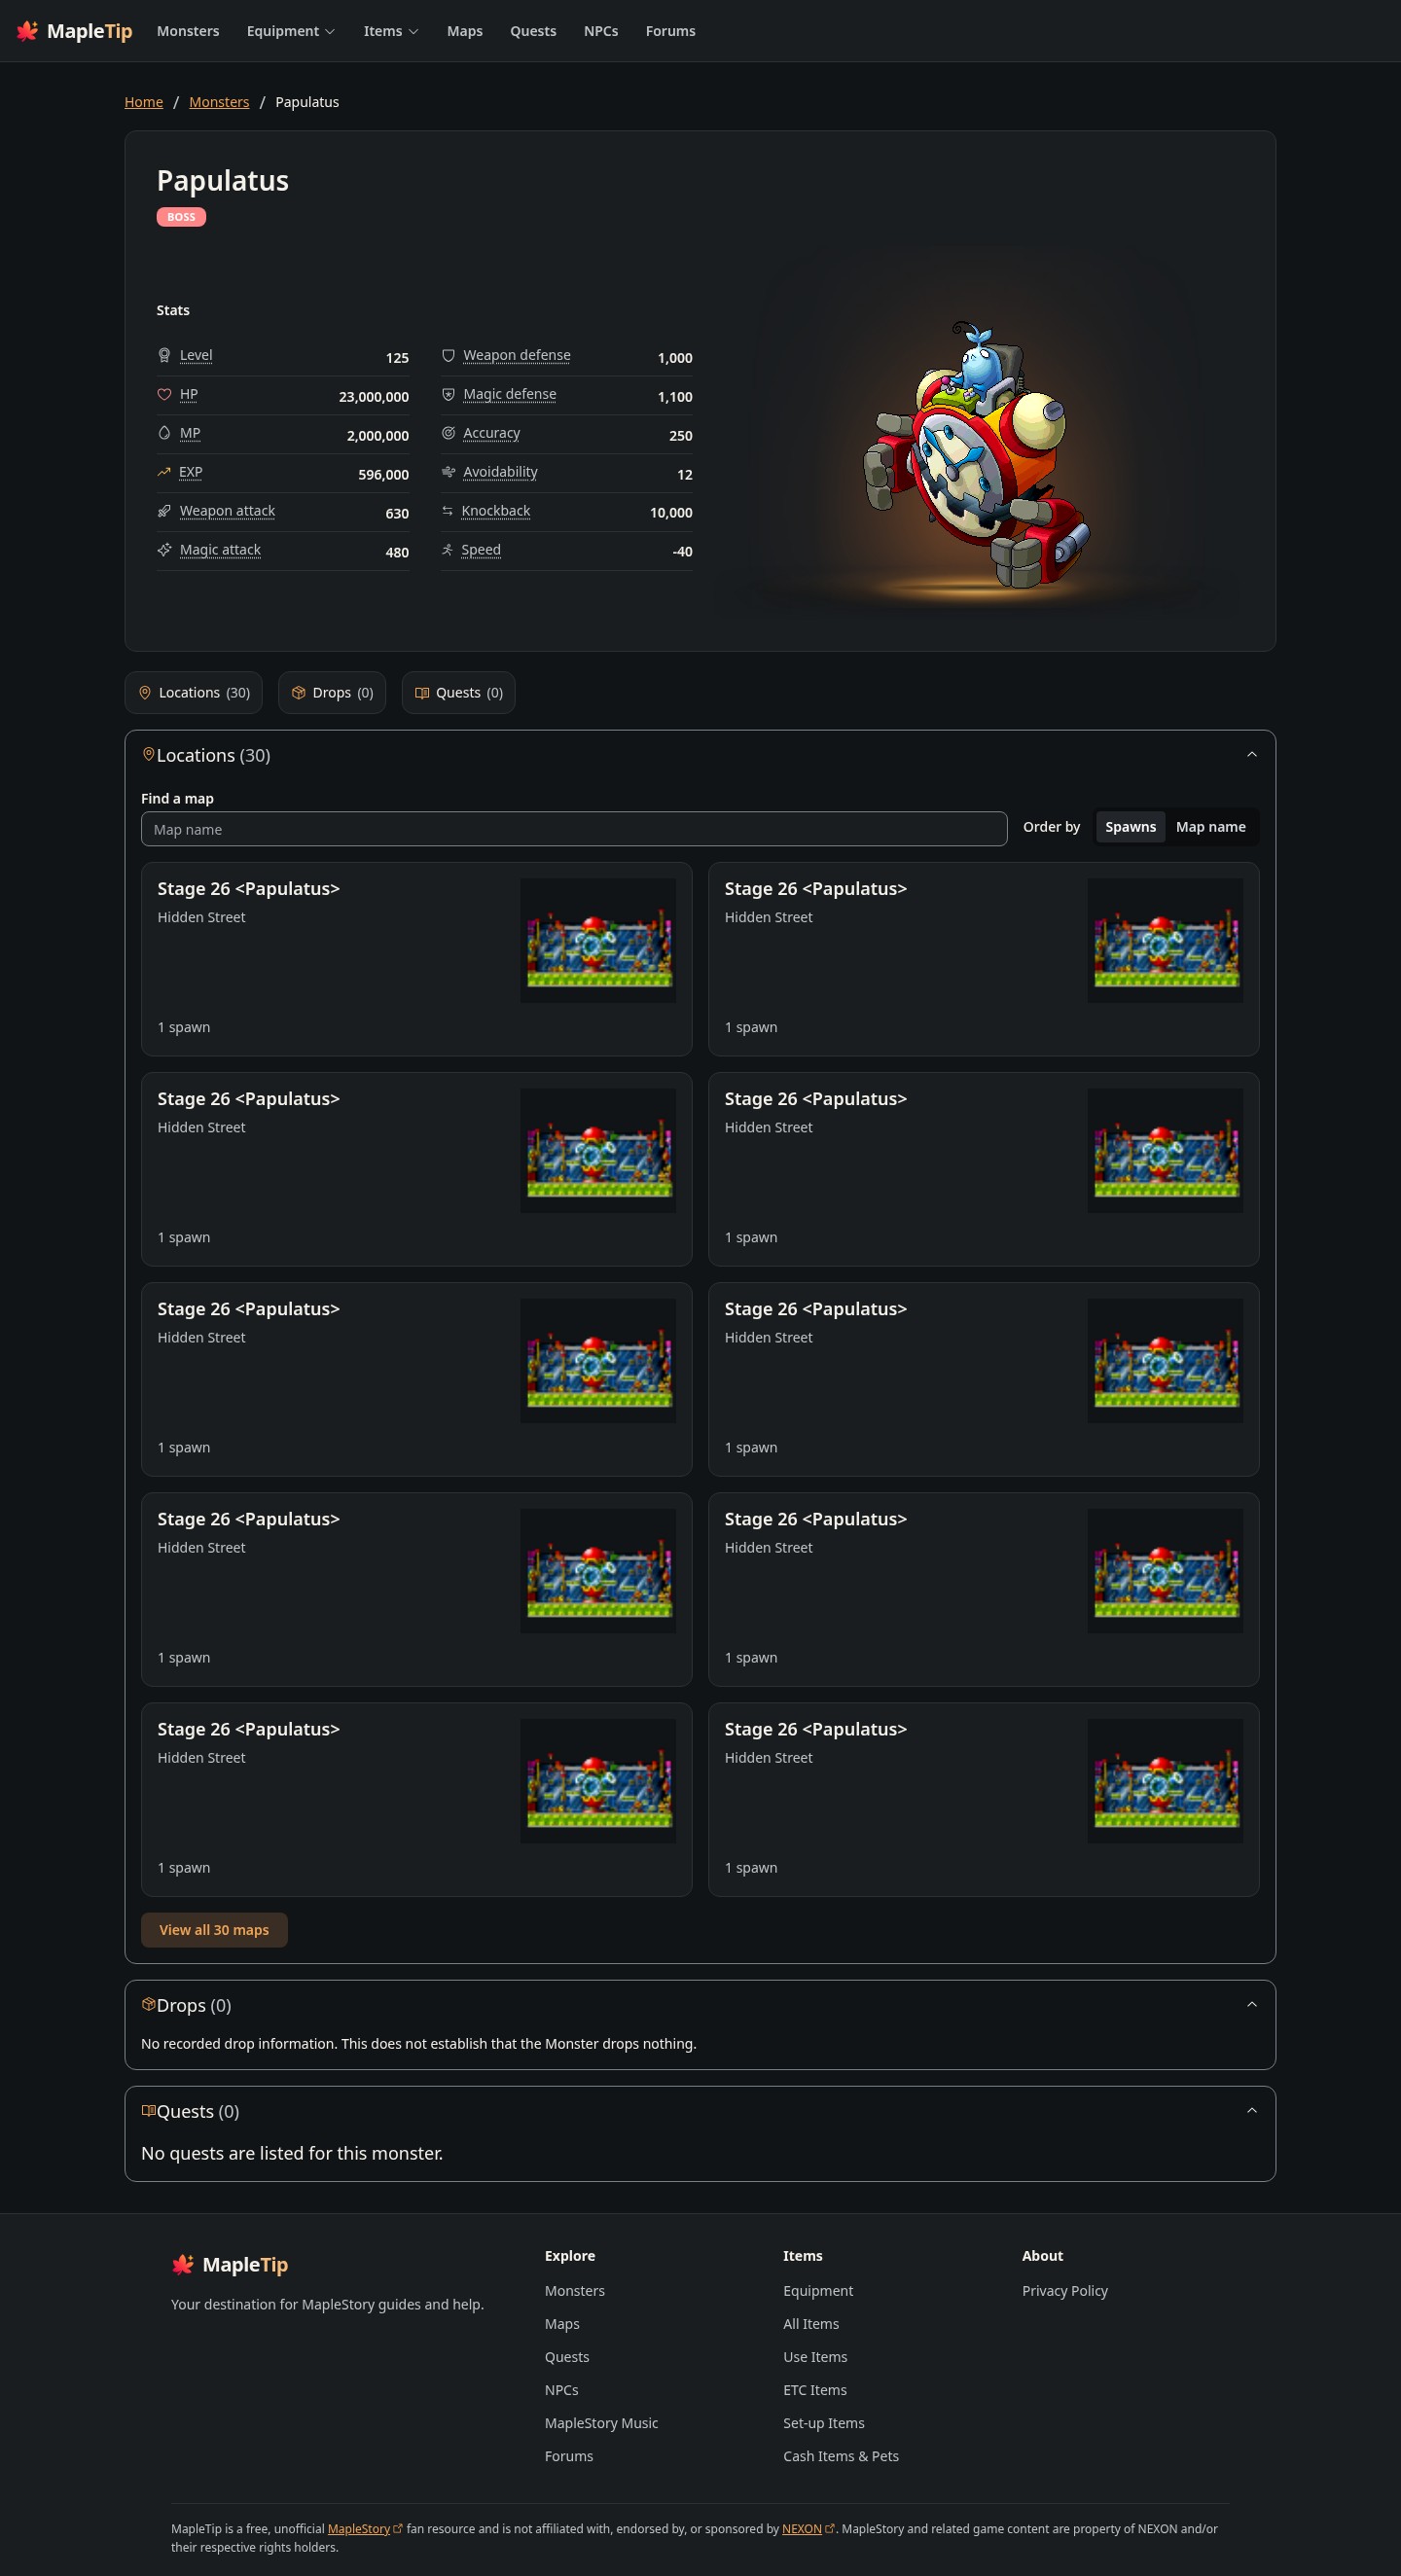 MapleTip Monsters Equipment Items Maps Quests NPCs Forums
Home / Monsters / Papulatus
Papulatus
BOSS
Stats
Level 125
HP 23,000,000
MP 2,000,000
EXP 596,000
Weapon attack 630
Magic attack 480
Weapon defense 1,000
Magic defense 1,100
Accuracy 250
Avoidability 12
Knockback 10,000
Speed -40
Locations (30) Drops (0) Quests (0)
Locations (30)
Find a map
Map name
Order by Spawns Map name
Stage 26 <Papulatus>
Hidden Street
1 spawn
Stage 26 <Papulatus>
Hidden Street
1 spawn
Stage 26 <Papulatus>
Hidden Street
1 spawn
Stage 26 <Papulatus>
Hidden Street
1 spawn
Stage 26 <Papulatus>
Hidden Street
1 spawn
Stage 26 <Papulatus>
Hidden Street
1 spawn
Stage 26 <Papulatus>
Hidden Street
1 spawn
Stage 26 <Papulatus>
Hidden Street
1 spawn
Stage 26 <Papulatus>
Hidden Street
1 spawn
Stage 26 <Papulatus>
Hidden Street
1 spawn
View all 30 maps
Drops (0)
No recorded drop information. This does not establish that the Monster drops nothing.
Quests (0)
No quests are listed for this monster.
MapleTip
Your destination for MapleStory guides and help.
Explore
Monsters
Maps
Quests
NPCs
MapleStory Music
Forums
Items
Equipment
All Items
Use Items
ETC Items
Set-up Items
Cash Items & Pets
About
Privacy Policy
MapleTip is a free, unofficial MapleStory fan resource and is not affiliated with, endorsed by, or sponsored by NEXON. MapleStory and related game content are property of NEXON and/or
their respective rights holders.